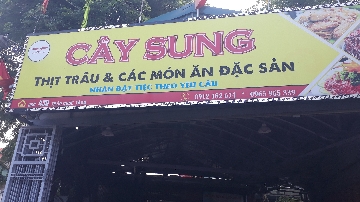 CÂY SUNG
THỊT TRÂU & CÁC MÓN ĂN ĐẶC SẢN
NHẬN ĐẶT TIỆC THEO YÊU CẦU